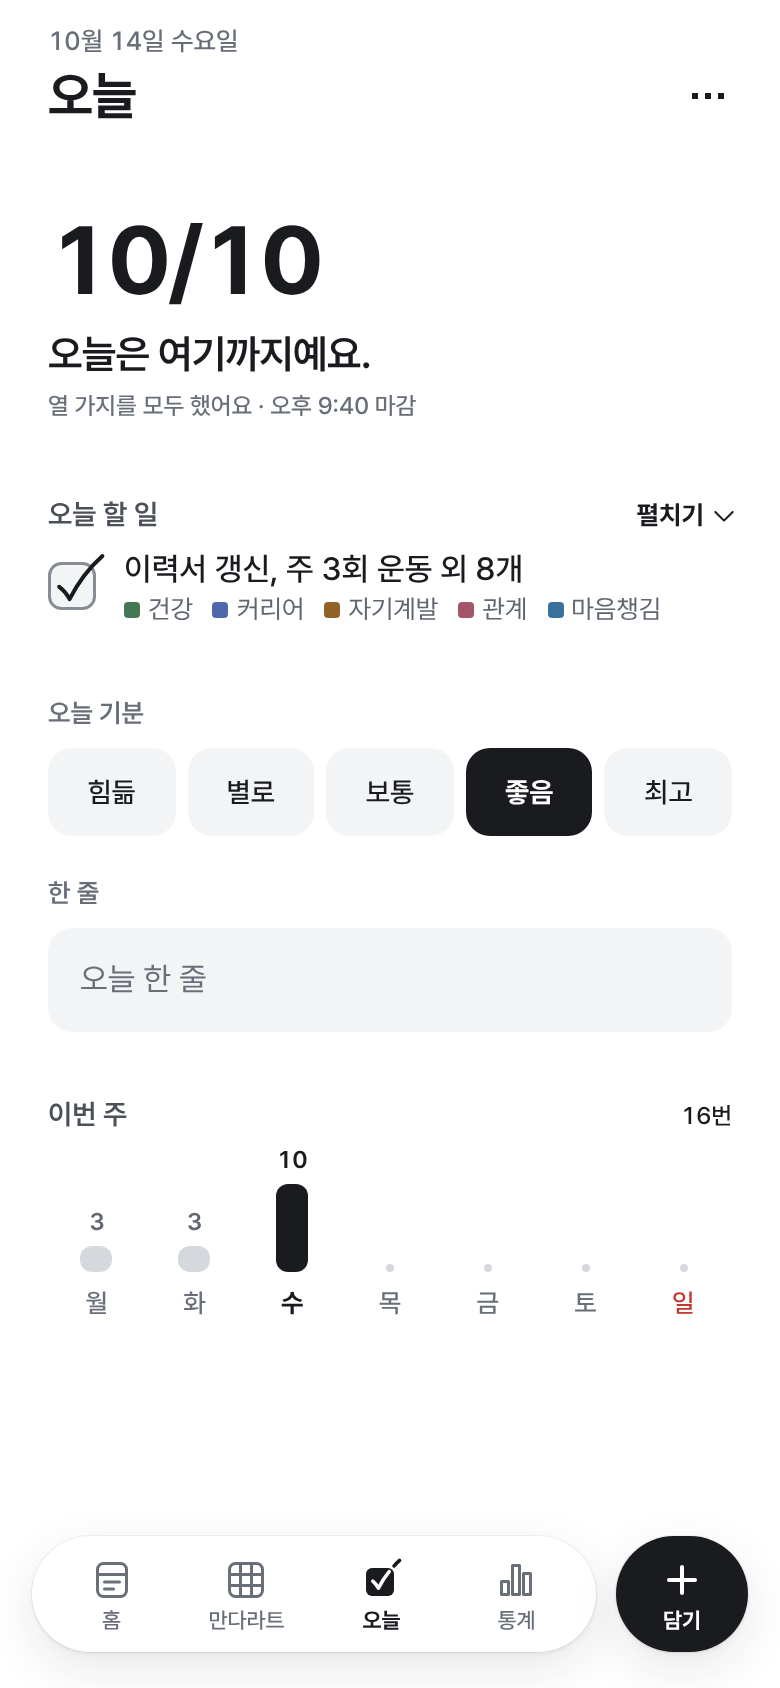 10월 14일 수요일
오늘
10/10
오늘은 여기까지예요.
열 가지를 모두 했어요 · 오후 9:40 마감
오늘 할 일
펼치기
이력서 갱신, 주 3회 운동 외 8개
건강 커리어 자기계발 관계 마음챙김
오늘 기분
힘듦 별로 보통 좋음 최고
한 줄
오늘 한 줄
이번 주
16번
3 3 10
월 화 수 목 금 토 일
홈 만다라트 오늘 통계 담기